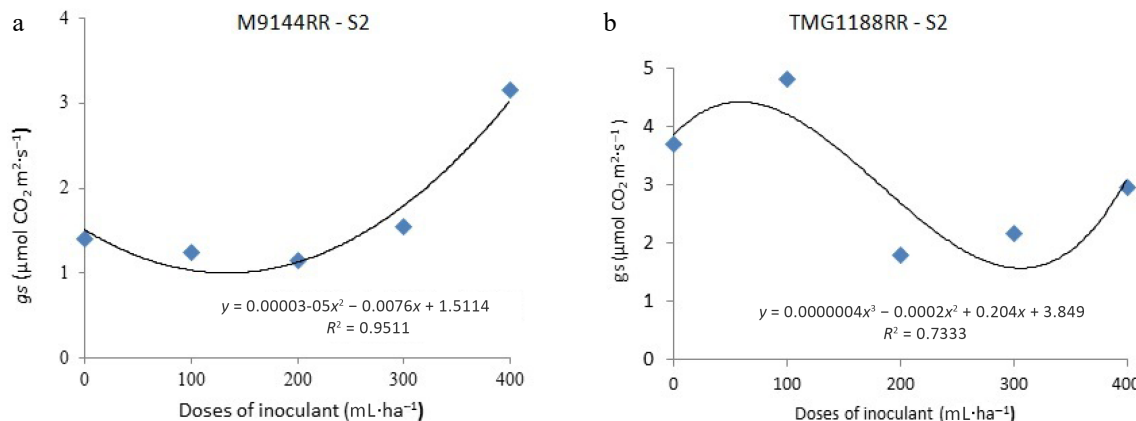 a
M9144RR - S2
4
3
2
1
0
gs (µmol CO₂ m²·s⁻¹)
0 100 200 300 400
Doses of inoculant (mL·ha⁻¹)
y = 0.00003-05x² − 0.0076x + 1.5114
R² = 0.9511
b
TMG1188RR - S2
5
4
3
2
1
0
gs (µmol CO₂ m²·s⁻¹ )
0 100 200 300 400
Doses of inoculant (mL·ha⁻¹)
y = 0.0000004x³ − 0.0002x² + 0.204x + 3.849
R² = 0.7333